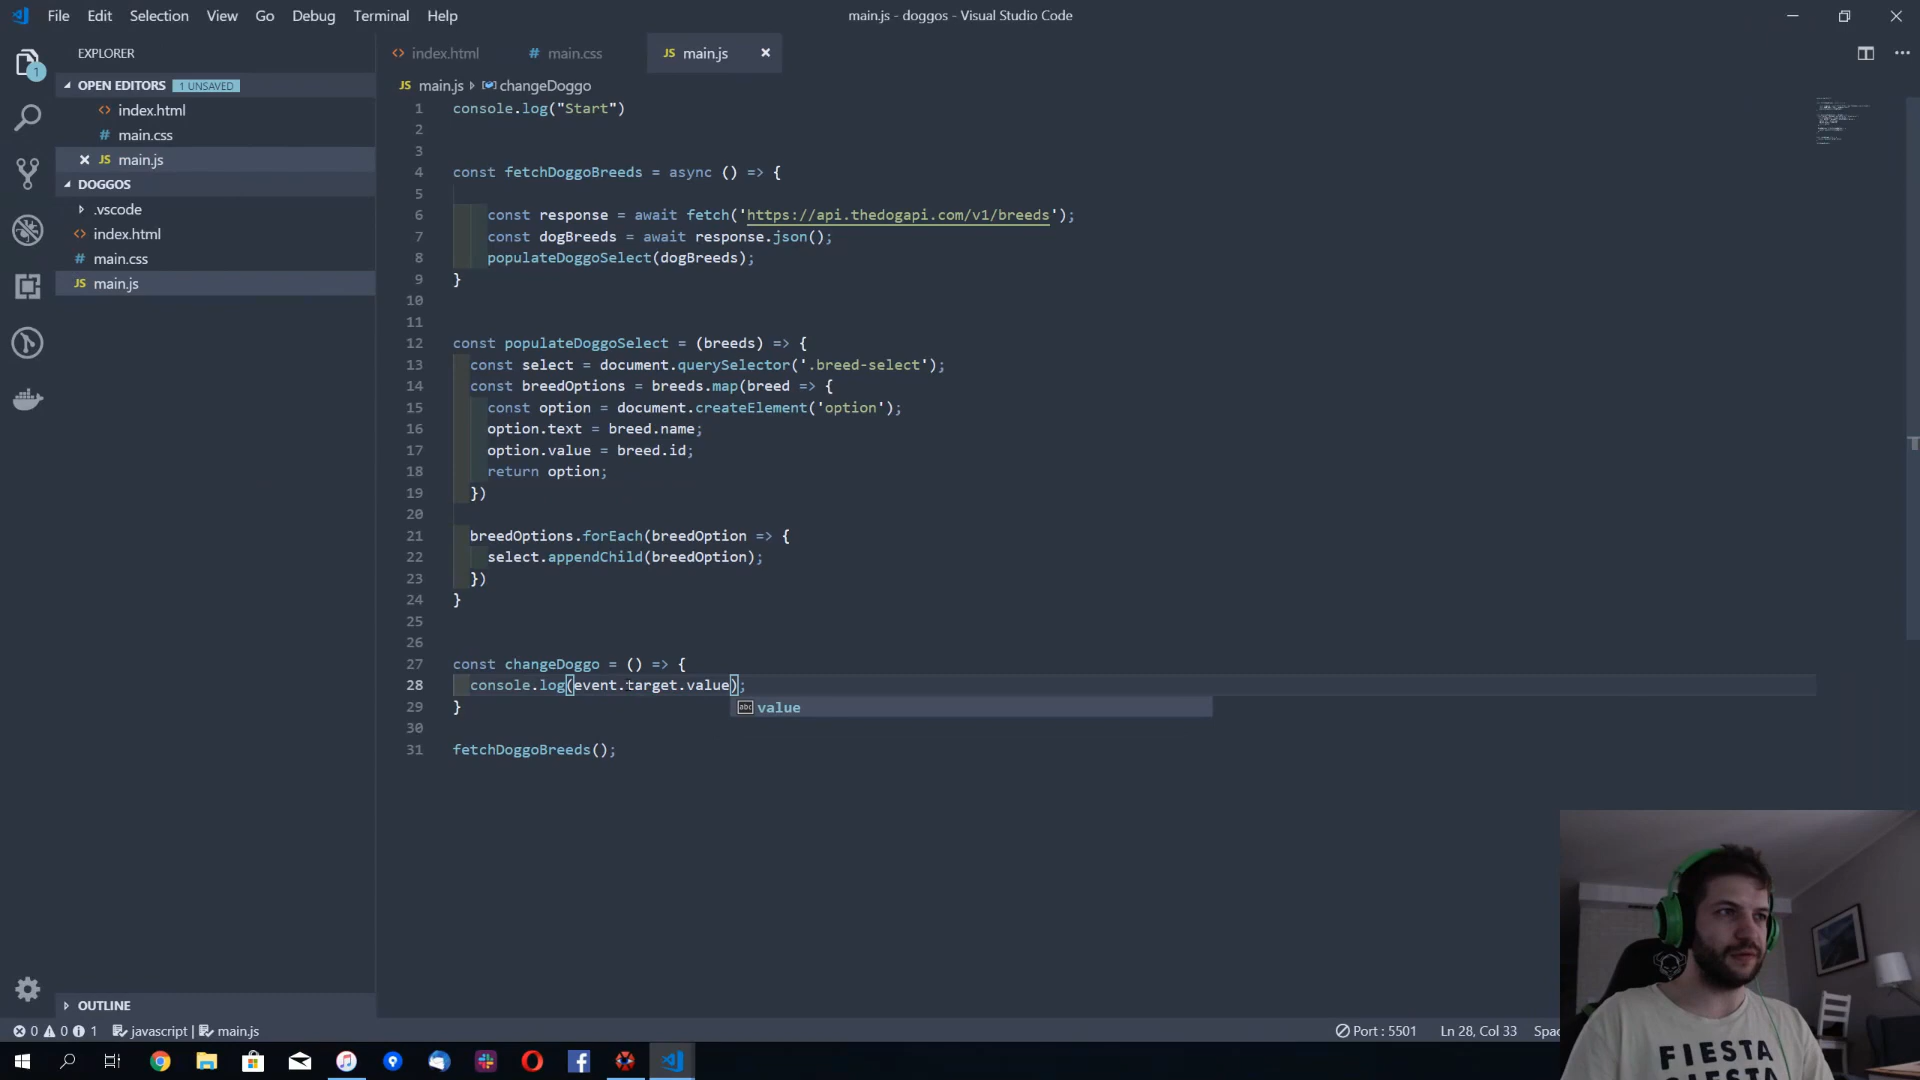 File Edit Selection View Go Debug Terminal Help
main.js - doggos - Visual Studio Code
EXPLORER
OPEN EDITORS 1 UNSAVED
<> index.html
# main.css
× JS main.js
DOGGOS
.vscode
<> index.html
# main.css
JS main.js
OUTLINE
1
<> index.html # main.css JS main.js ×
JS main.js changeDoggo
1 console.log("Start")
2
3
4 const fetchDoggoBreeds = async () => {
5
6 const response = await fetch('https://api.thedogapi.com/v1/breeds');
7 const dogBreeds = await response.json();
8 populateDoggoSelect(dogBreeds);
9 }
10
11
12 const populateDoggoSelect = (breeds) => {
13 const select = document.querySelector('.breed-select');
14 const breedOptions = breeds.map(breed => {
15 const option = document.createElement('option');
16 option.text = breed.name;
17 option.value = breed.id;
18 return option;
19 })
20
21 breedOptions.forEach(breedOption => {
22 select.appendChild(breedOption);
23 })
24 }
25
26
27 const changeDoggo = () => {
28 console.log(event.target.value);
abc value
29 }
30
31 fetchDoggoBreeds();
0 0 1 javascript | main.js
Port : 5501 Ln 28, Col 33 Spac
FIESTA
SIESTA